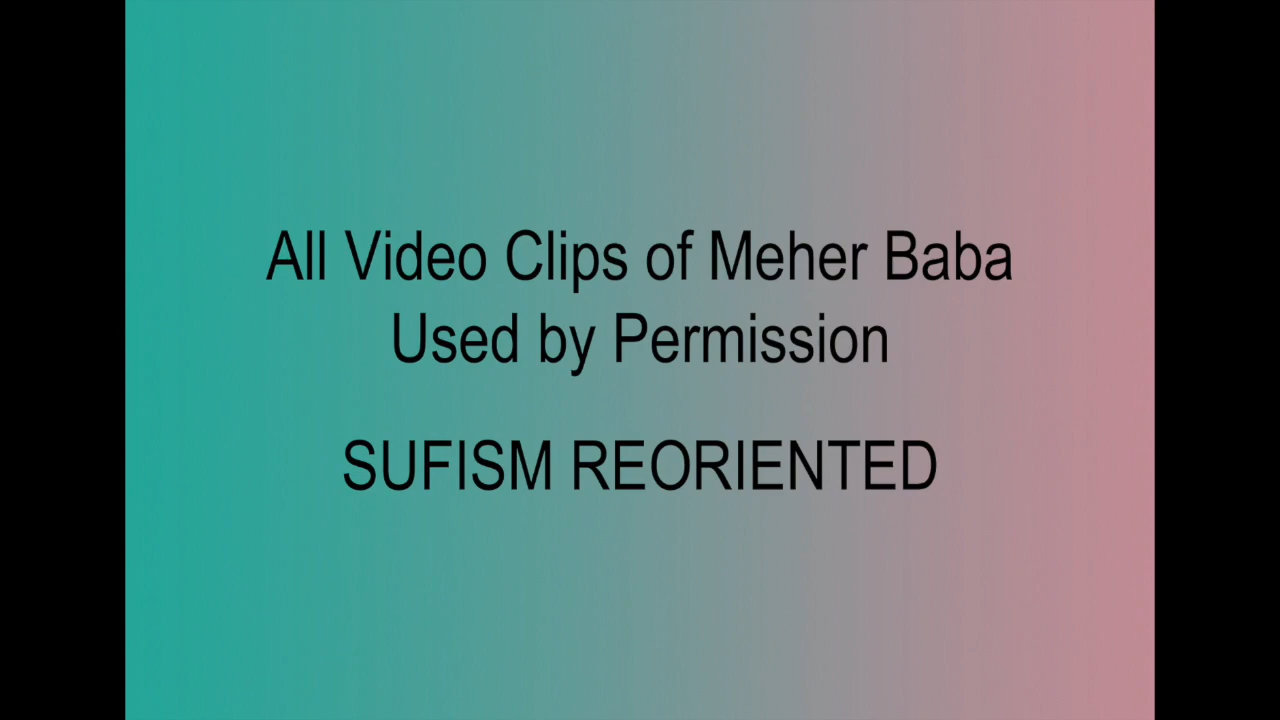 All Video Clips of Meher Baba
Used by Permission
SUFISM REORIENTED